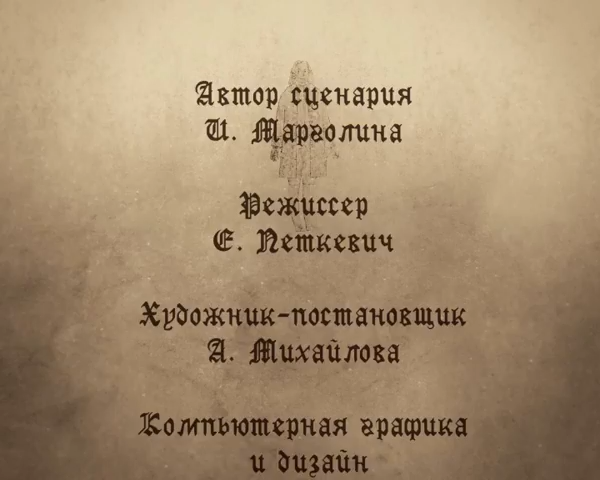 Автор сценария
И. Марголина
Режиссер
Е. Петкевич
Художник-постановщик
А. Михайлова
Компьютерная графика
и дизайн